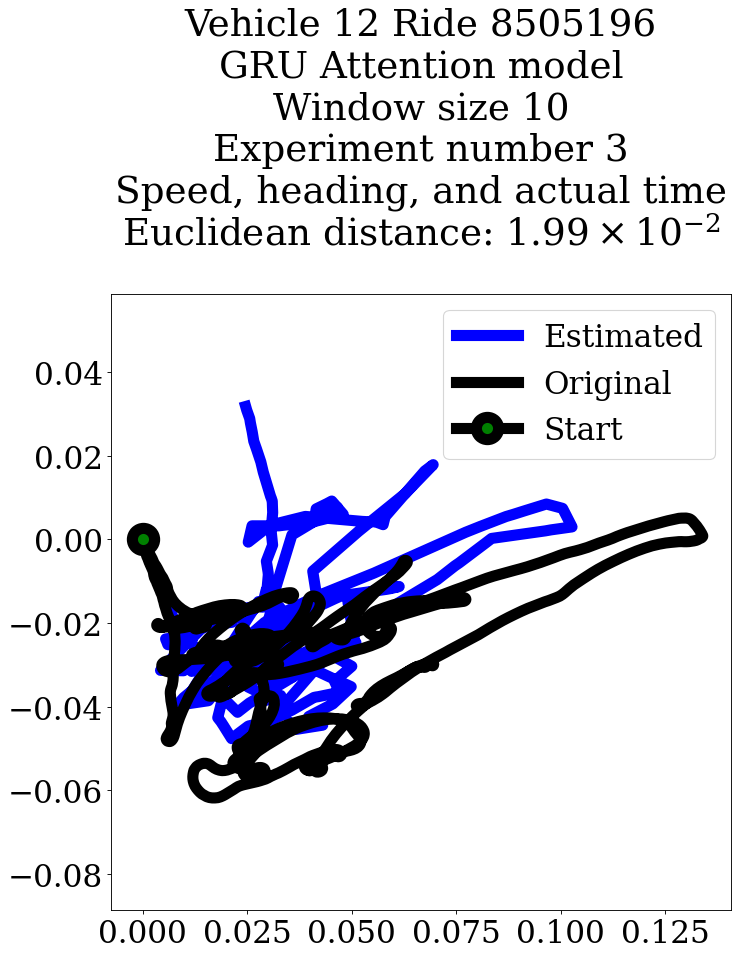 Vehicle 12 Ride 8505196
GRU Attention model
Window size 10
Experiment number 3
Speed, heading, and actual time
Euclidean distance: 1.99 × 10⁻²
Estimated
Original
Start
0.04
0.02
0.00
−0.02
−0.04
−0.06
−0.08
0.000 0.025 0.050 0.075 0.100 0.125